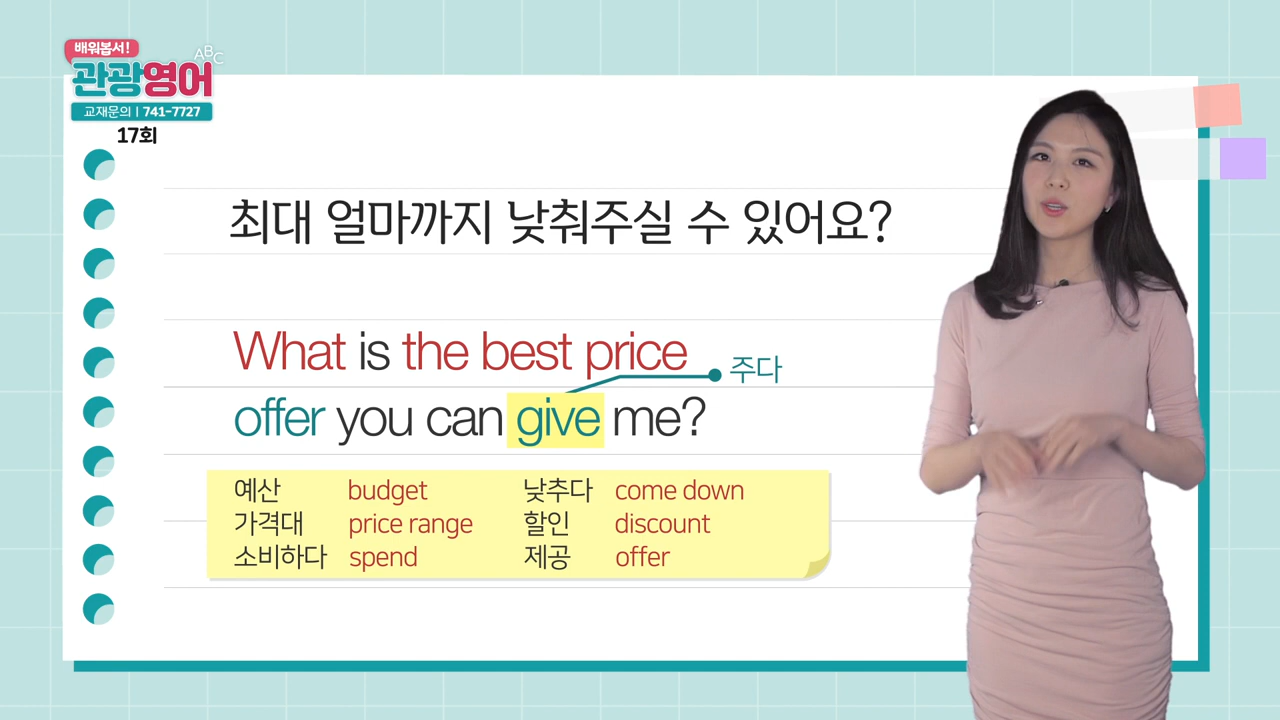 배워봅서!
ABC
관광영어
교재문의 | 741-7727
17회
최대 얼마까지 낮춰주실 수 있어요?
What is the best price
주다
offer you can give me?
예산 budget 낮추다 come down
가격대 price range 할인 discount
소비하다 spend 제공 offer